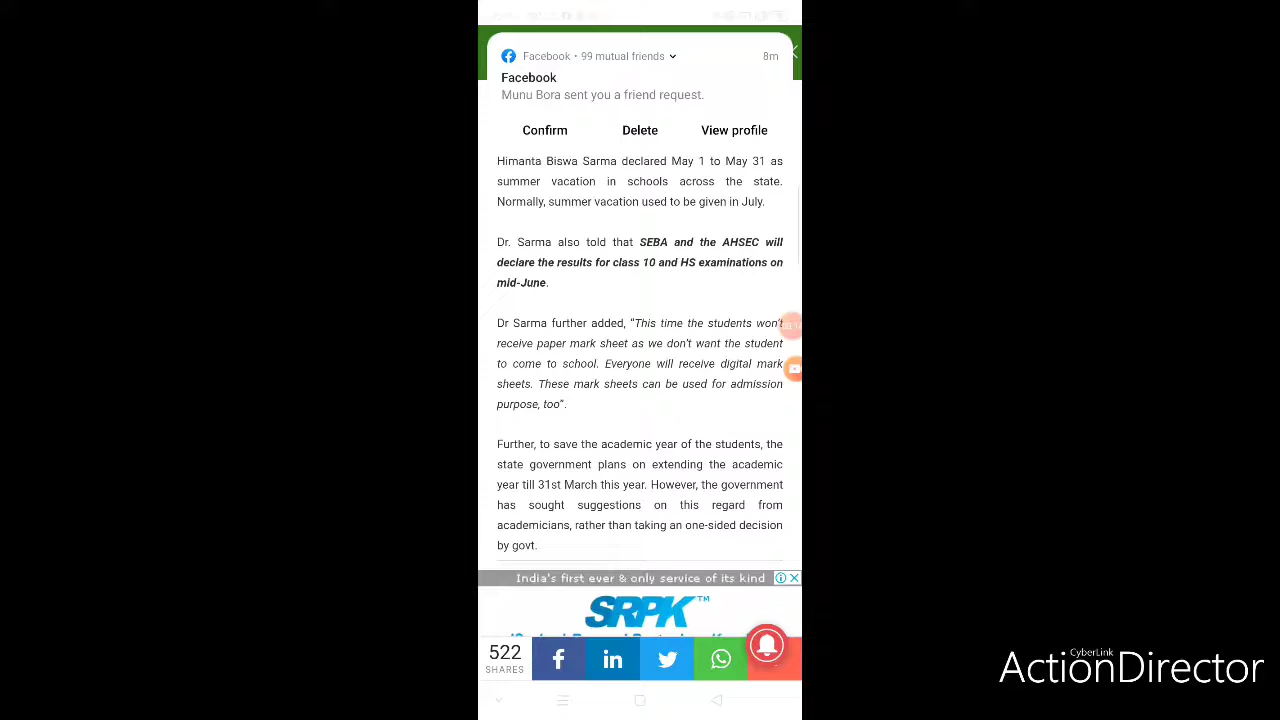 Facebook • 99 mutual friends 8m
Facebook
Munu Bora sent you a friend request.
Confirm Delete View profile
Himanta Biswa Sarma declared May 1 to May 31 as
summer vacation in schools across the state.
Normally, summer vacation used to be given in July.
Dr. Sarma also told that SEBA and the AHSEC will
declare the results for class 10 and HS examinations on
mid-June.
Dr Sarma further added, “This time the students won't
receive paper mark sheet as we don't want the student
to come to school. Everyone will receive digital mark
sheets. These mark sheets can be used for admission
purpose, too”.
Further, to save the academic year of the students, the
state government plans on extending the academic
year till 31st March this year. However, the government
has sought suggestions on this regard from
academicians, rather than taking an one-sided decision
by govt.
India's first ever & only service of its kind
SRPK™
522
SHARES
CyberLink
ActionDirector